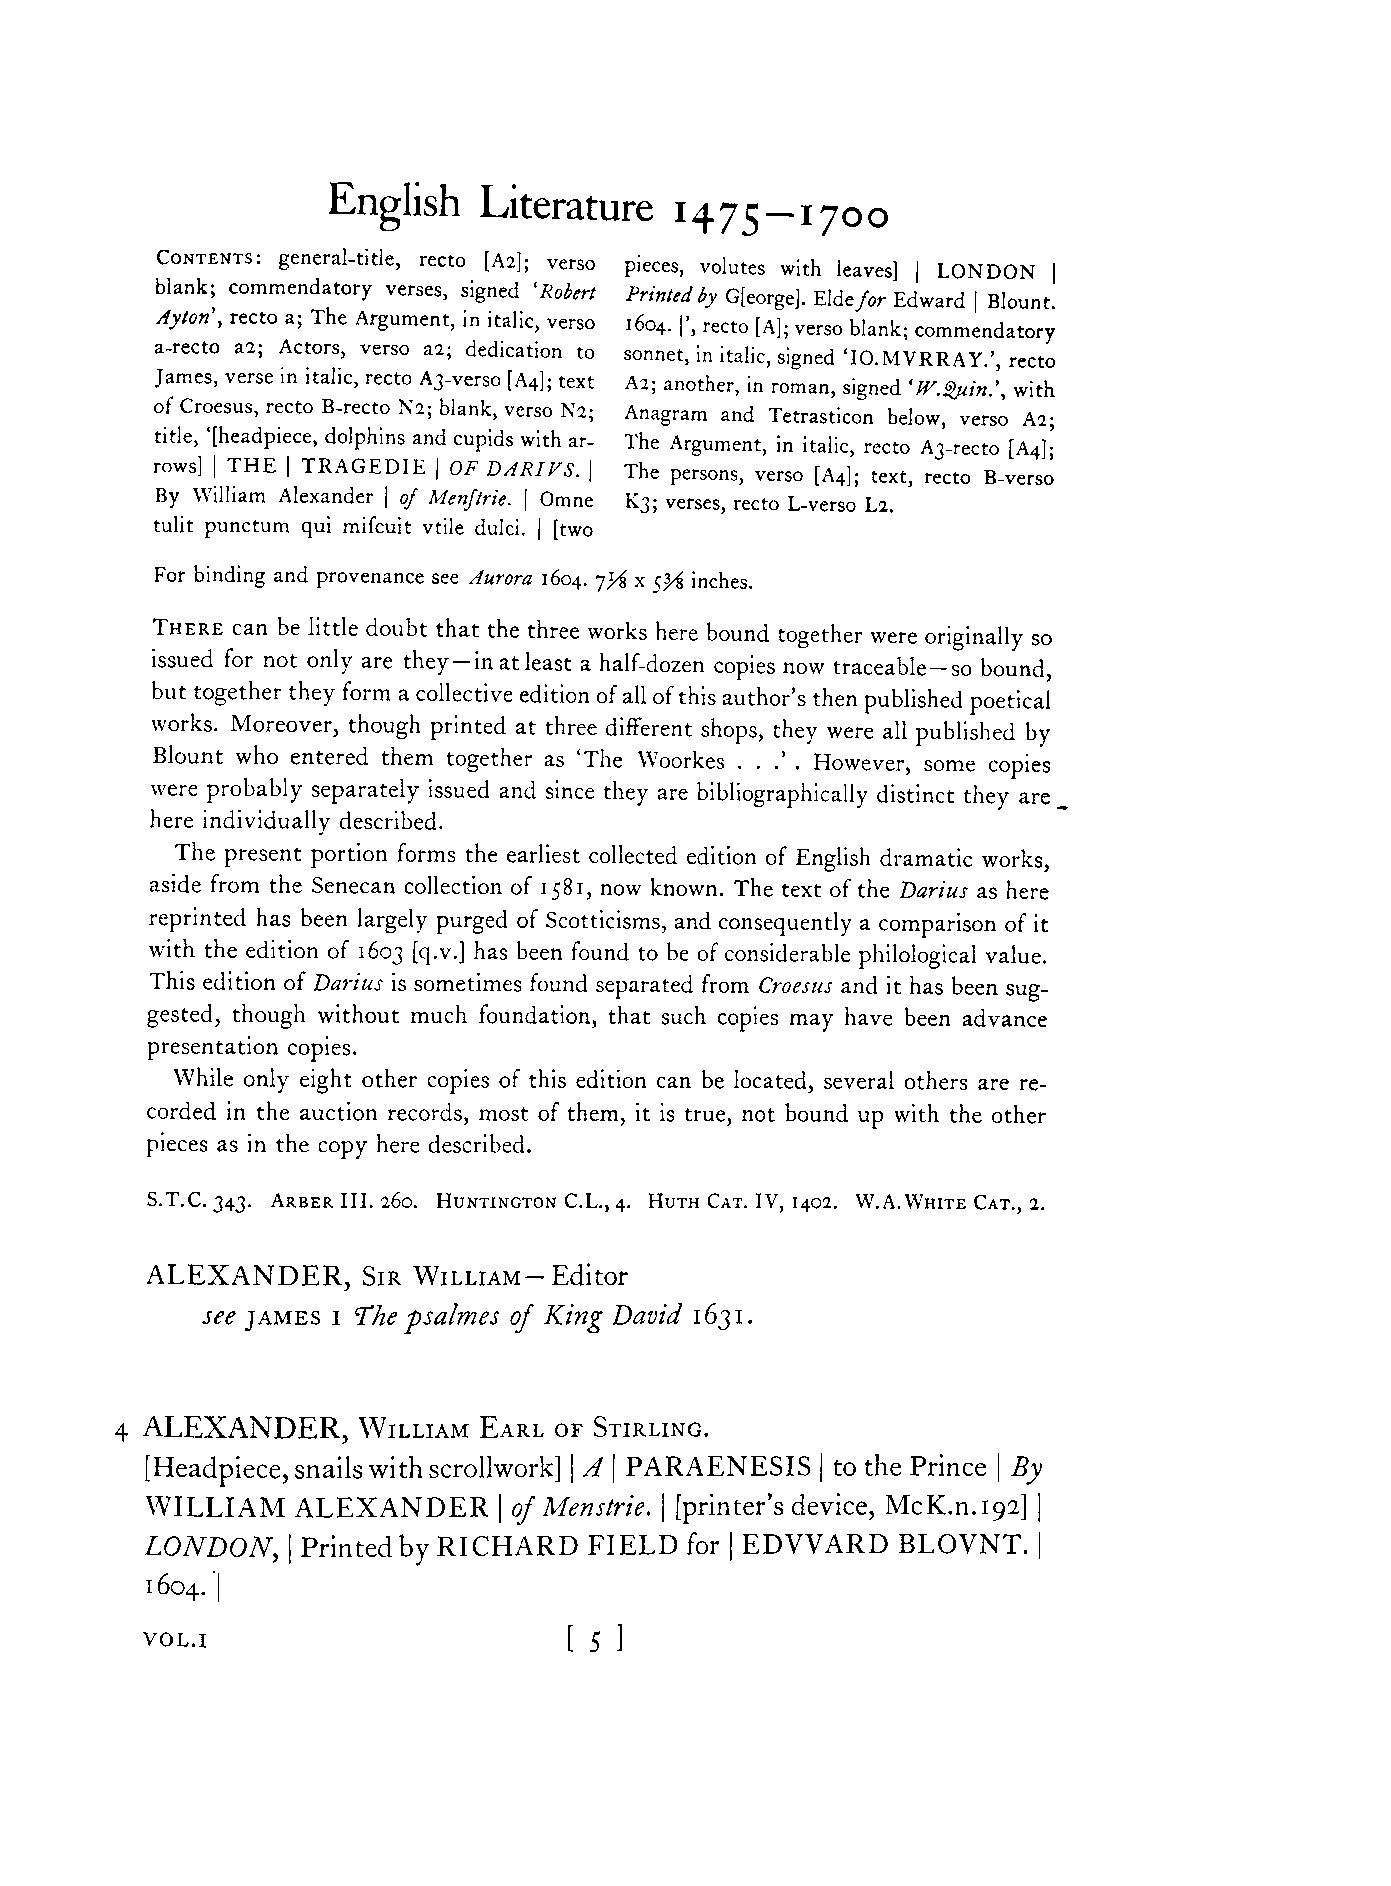 English Literature 1475–1700
CONTENTS: general-title, recto [A2]; verso
blank; commendatory verses, signed ‘Robert
Ayton’, recto a; The Argument, in italic, verso
a-recto a2; Actors, verso a2; dedication to
James, verse in italic, recto A3-verso [A4]; text
of Croesus, recto B-recto N2; blank, verso N2;
title, ‘[headpiece, dolphins and cupids with ar-
rows] | THE | TRAGEDIE | OF DARIVS. |
By William Alexander | of Menſtrie. | Omne
tulit punctum qui miſcuit vtile dulci. | [two
pieces, volutes with leaves] | LONDON |
Printed by G[eorge]. Elde for Edward | Blount.
1604. |’, recto [A]; verso blank; commendatory
sonnet, in italic, signed ‘IO.MVRRAY.’, recto
A2; another, in roman, signed ‘W.Quin.’, with
Anagram and Tetrasticon below, verso A2;
The Argument, in italic, recto A3-recto [A4];
The persons, verso [A4]; text, recto B-verso
K3; verses, recto L-verso L2.
For binding and provenance see Aurora 1604. 7⅛ x 5⅜ inches.
THERE can be little doubt that the three works here bound together were originally so
issued for not only are they—in at least a half-dozen copies now traceable—so bound,
but together they form a collective edition of all of this author’s then published poetical
works. Moreover, though printed at three different shops, they were all published by
Blount who entered them together as ‘The Woorkes . . .’ . However, some copies
were probably separately issued and since they are bibliographically distinct they are
here individually described.
The present portion forms the earliest collected edition of English dramatic works,
aside from the Senecan collection of 1581, now known. The text of the Darius as here
reprinted has been largely purged of Scotticisms, and consequently a comparison of it
with the edition of 1603 [q.v.] has been found to be of considerable philological value.
This edition of Darius is sometimes found separated from Croesus and it has been sug-
gested, though without much foundation, that such copies may have been advance
presentation copies.
While only eight other copies of this edition can be located, several others are re-
corded in the auction records, most of them, it is true, not bound up with the other
pieces as in the copy here described.
S.T.C. 343. ARBER III. 260. HUNTINGTON C.L., 4. HUTH CAT. IV, 1402. W.A.WHITE CAT., 2.
ALEXANDER, SIR WILLIAM—Editor
see JAMES I The psalmes of King David 1631.
4 ALEXANDER, WILLIAM EARL OF STIRLING.
[Headpiece, snails with scrollwork] | A | PARAENESIS | to the Prince | By
WILLIAM ALEXANDER | of Menstrie. | [printer’s device, McK.n.192] |
LONDON, | Printed by RICHARD FIELD for | EDVVARD BLOVNT. |
1604. |
VOL.I [ 5 ]